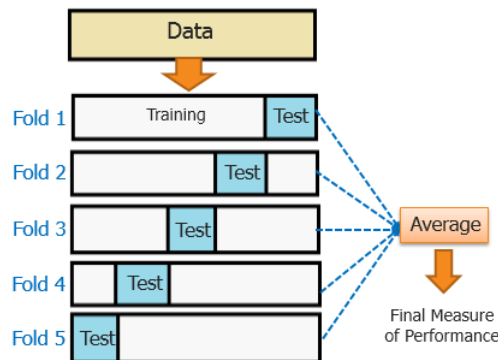 Data
Fold 1
Training
Test
Fold 2
Test
Fold 3
Test
Average
Fold 4
Test
Final Measure
of Performance
Fold 5
Test